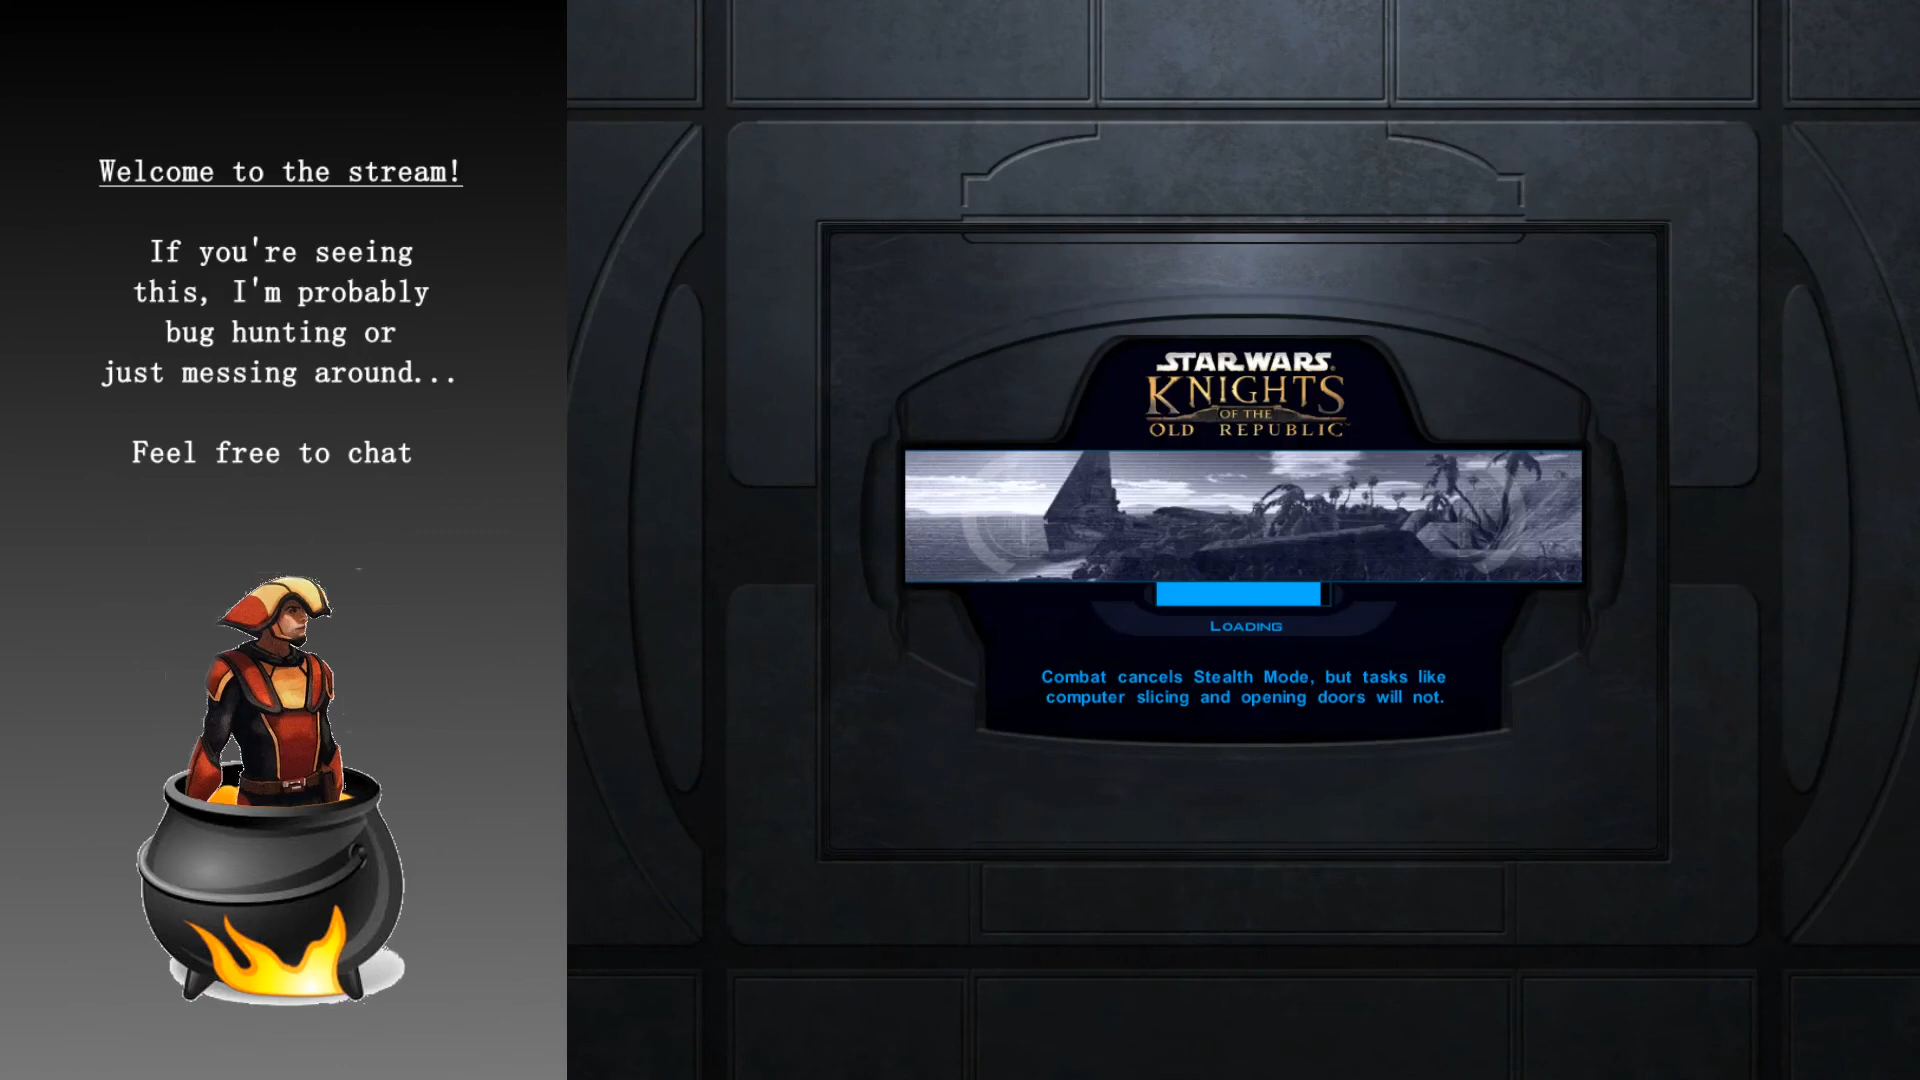 Welcome to the stream!
If you're seeing
this, I'm probably
bug hunting or
just messing around...
Feel free to chat
STAR WARS
KNIGHTS
OF THE
OLD REPUBLIC™
LOADING
Combat cancels Stealth Mode, but tasks like
computer slicing and opening doors will not.